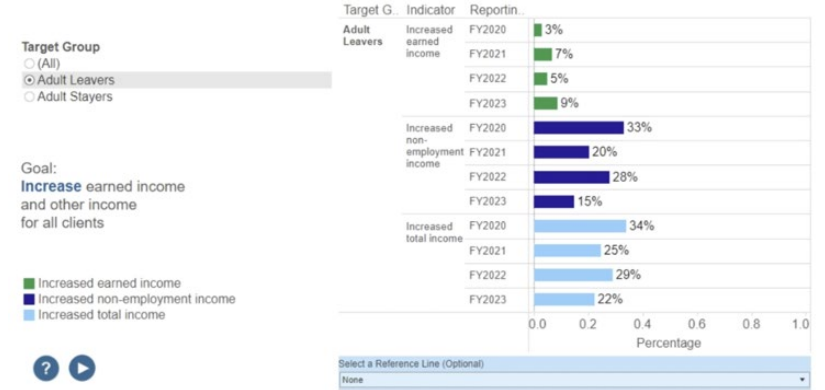 Target G.. Indicator Reportin..
Target Group
(All)
Adult Leavers
Adult Stayers
Goal:
Increase earned income
and other income
for all clients
Increased earned income
Increased non-employment income
Increased total income
?
Adult
Leavers
Increased
earned
income
FY2020 3%
FY2021 7%
FY2022 5%
FY2023 9%
Increased
non-
employment
income
FY2020 33%
FY2021 20%
FY2022 28%
FY2023 15%
Increased
total income
FY2020 34%
FY2021 25%
FY2022 29%
FY2023 22%
0.0 0.2 0.4 0.6 0.8 1.0
Percentage
Select a Reference Line (Optional)
None